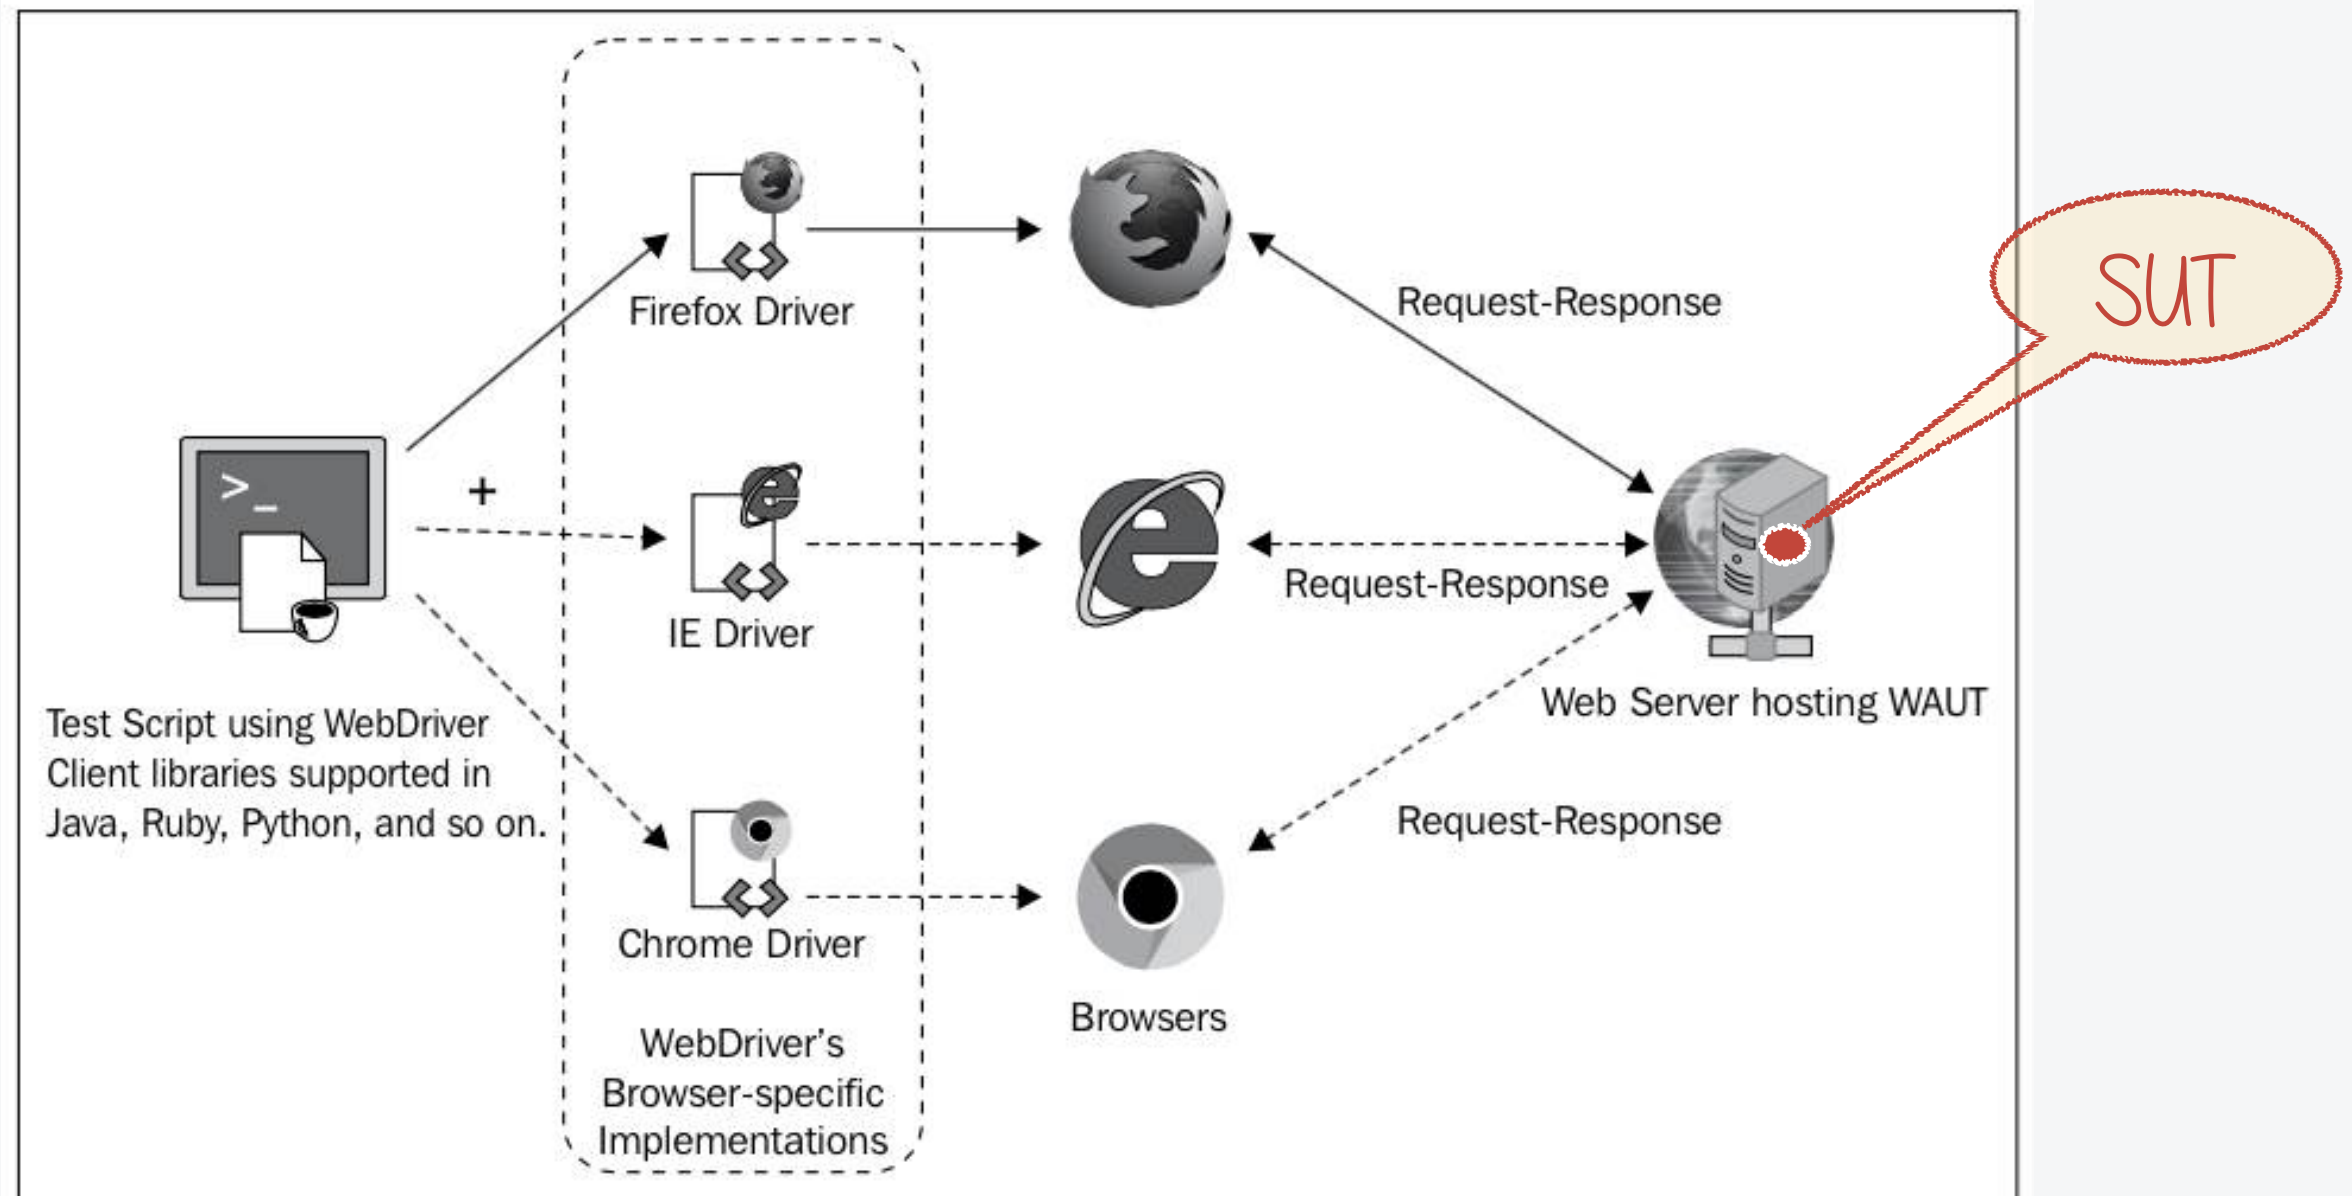 Firefox Driver
Request-Response
SUT
>_
+
IE Driver
Request-Response
Web Server hosting WAUT
Test Script using WebDriver
Client libraries supported in
Java, Ruby, Python, and so on.
Request-Response
Chrome Driver
Browsers
WebDriver's
Browser-specific
Implementations